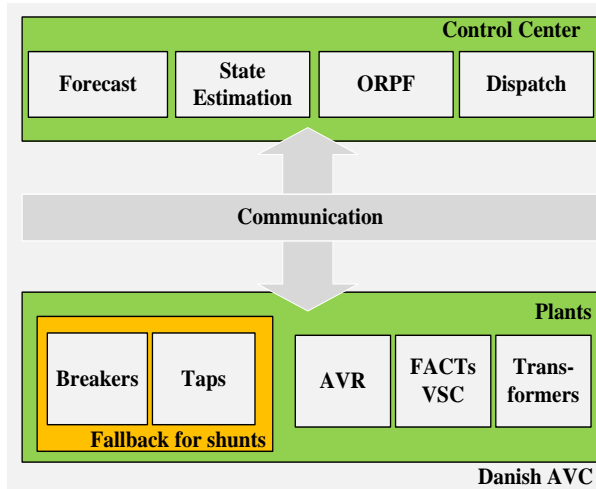 Control Center
Forecast
State
Estimation
ORPF
Dispatch
Communication
Plants
Breakers
Taps
Fallback for shunts
AVR
FACTs
VSC
Trans-
formers
Danish AVC